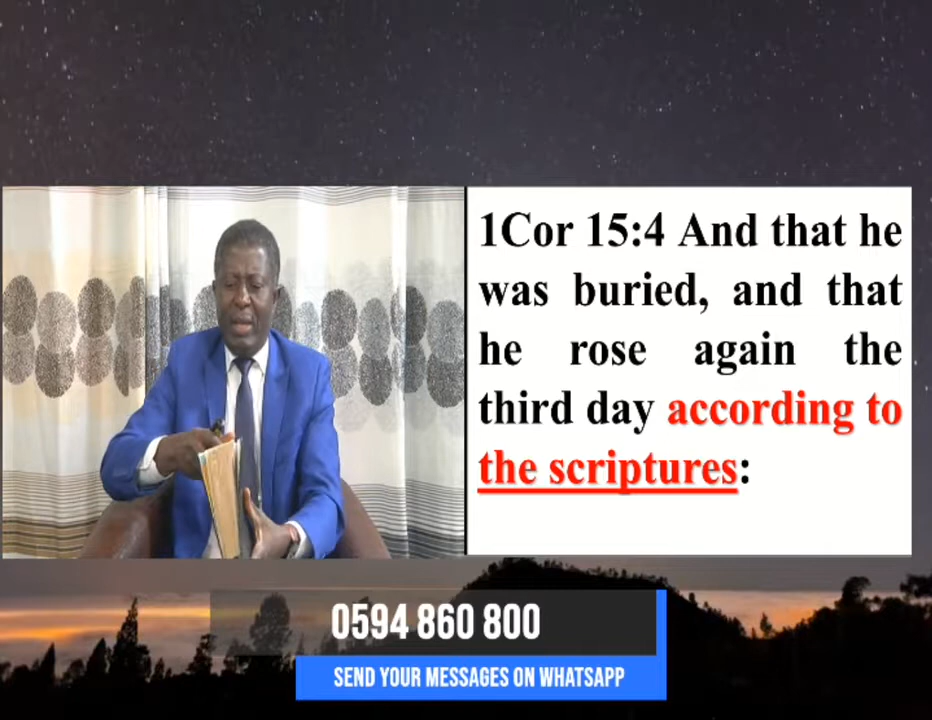 1Cor 15:4 And that he
was buried, and that
he rose again the
third day according to
the scriptures:
0594 860 800
SEND YOUR MESSAGES ON WHATSAPP